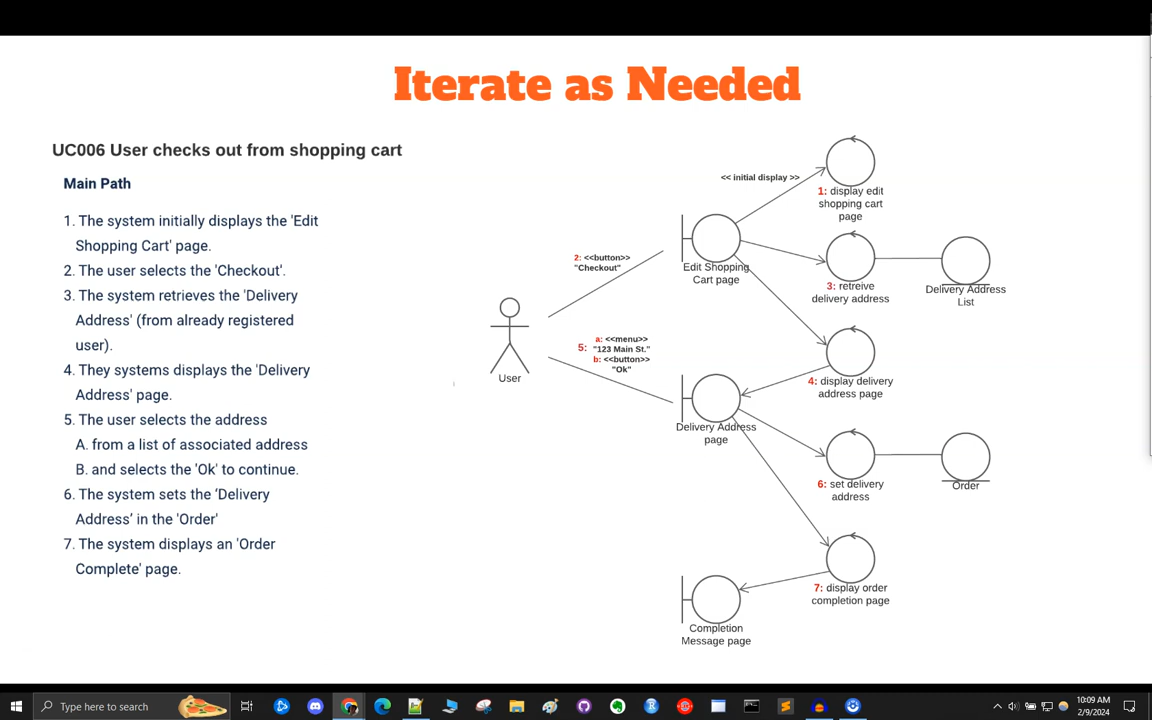 Iterate as Needed
UC006 User checks out from shopping cart
Main Path
1. The system initially displays the 'Edit
Shopping Cart' page.
2. The user selects the 'Checkout'.
3. The system retrieves the 'Delivery
Address' (from already registered
user).
4. They systems displays the 'Delivery
Address' page.
5. The user selects the address
A. from a list of associated address
B. and selects the 'Ok' to continue.
6. The system sets the ‘Delivery
Address’ in the 'Order'
7. The system displays an 'Order
Complete' page.
<< initial display >>
1: display edit
shopping cart
page
2: <<button>>
"Checkout"
Edit Shopping
Cart page
3: retreive
delivery address
Delivery Address
List
User
5:
a: <<menu>>
"123 Main St."
b: <<button>>
"Ok"
4: display delivery
address page
Delivery Address
page
6: set delivery
address
Order
7: display order
completion page
Completion
Message page
Type here to search
10:09 AM
2/9/2024